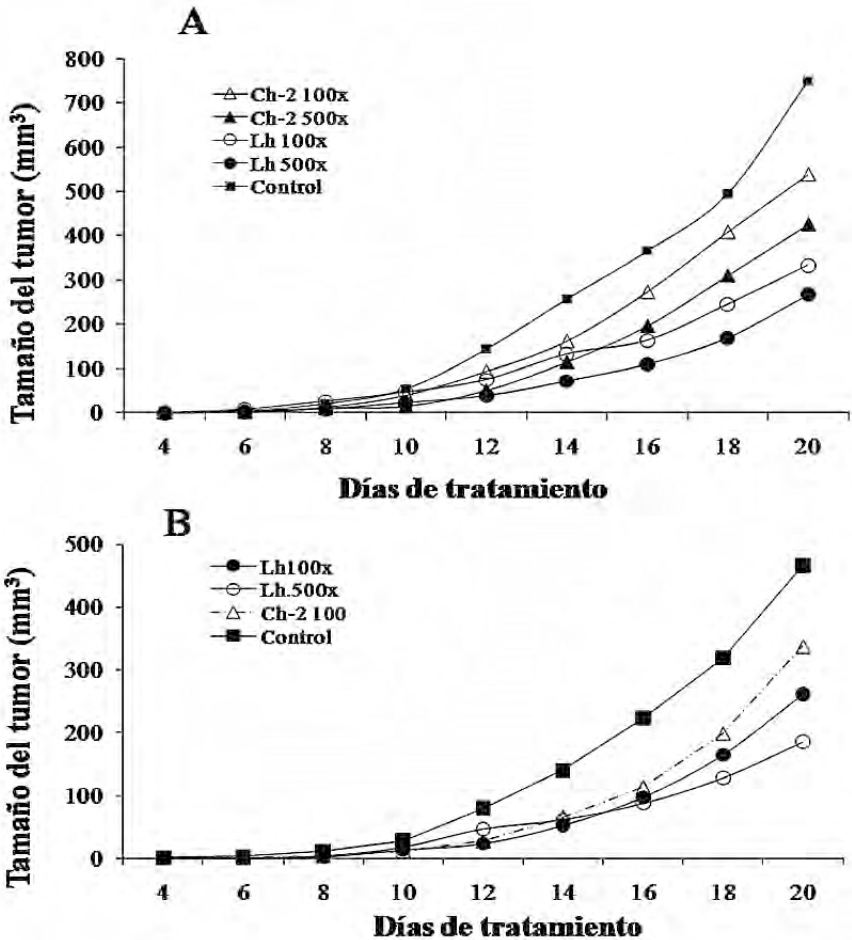 A
Tamaño del tumor (mm³)
800
700
600
500
400
300
200
100
0
Ch-2 100x
Ch-2 500x
Lh 100x
Lh 500x
Control
4 6 8 10 12 14 16 18 20
Días de tratamiento
B
Tamaño del tumor (mm³)
500
400
300
200
100
0
Lh100x
Lh.500x
Ch-2 100
Control
4 6 8 10 12 14 16 18 20
Días de tratamiento